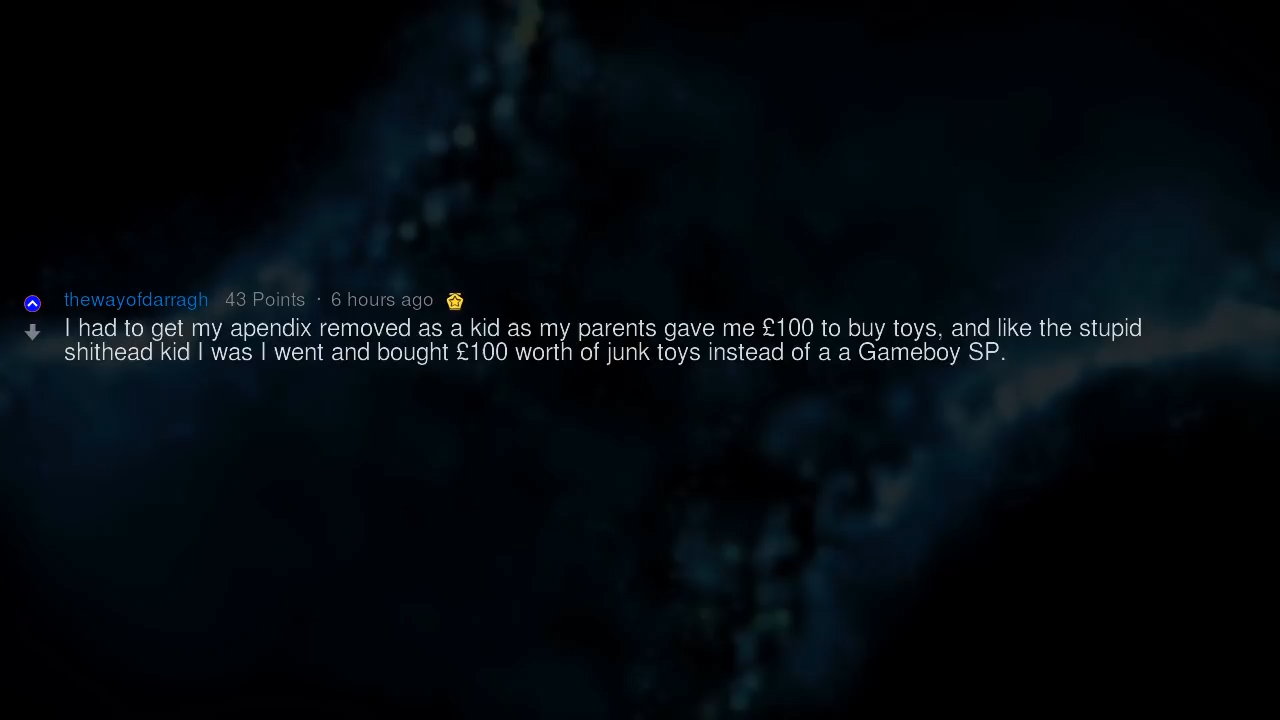 thewayofdarragh 43 Points · 6 hours ago
I had to get my apendix removed as a kid as my parents gave me £100 to buy toys, and like the stupid
shithead kid I was I went and bought £100 worth of junk toys instead of a a Gameboy SP.